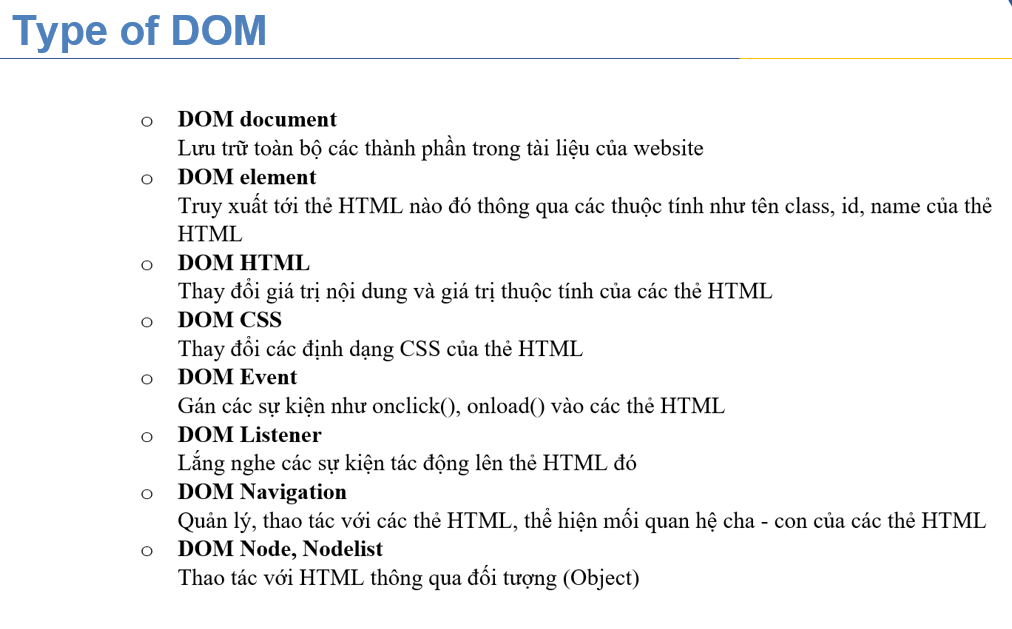 Type of DOM
o DOM document
Lưu trữ toàn bộ các thành phần trong tài liệu của website
o DOM element
Truy xuất tới thẻ HTML nào đó thông qua các thuộc tính như tên class, id, name của thẻ
HTML
o DOM HTML
Thay đổi giá trị nội dung và giá trị thuộc tính của các thẻ HTML
o DOM CSS
Thay đổi các định dạng CSS của thẻ HTML
o DOM Event
Gán các sự kiện như onclick(), onload() vào các thẻ HTML
o DOM Listener
Lắng nghe các sự kiện tác động lên thẻ HTML đó
o DOM Navigation
Quản lý, thao tác với các thẻ HTML, thể hiện mối quan hệ cha - con của các thẻ HTML
o DOM Node, Nodelist
Thao tác với HTML thông qua đối tượng (Object)